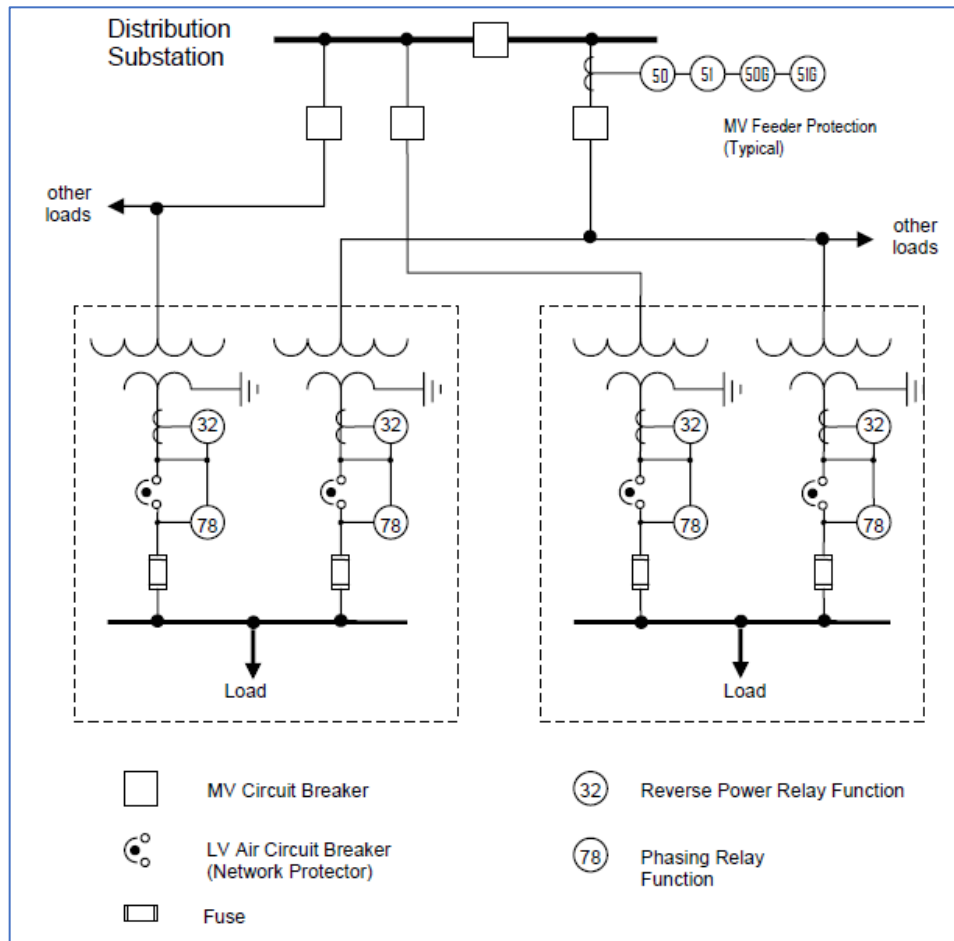 Distribution
Substation
50
51
50G
51G
MV Feeder Protection
(Typical)
other
loads
other
loads
32
32
32
32
78
78
78
78
Load
Load
MV Circuit Breaker
32
Reverse Power Relay Function
LV Air Circuit Breaker
(Network Protector)
78
Phasing Relay
Function
Fuse